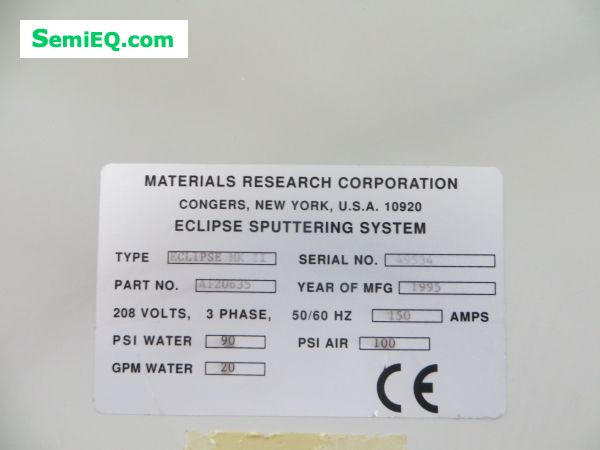 SemiEQ.com
MATERIALS RESEARCH CORPORATION
CONGERS, NEW YORK, U.S.A. 10920
ECLIPSE SPUTTERING SYSTEM
TYPE ECLIPSE MK II SERIAL NO. 49534
PART NO. A120635 YEAR OF MFG 1995
208 VOLTS, 3 PHASE, 50/60 HZ 150 AMPS
PSI WATER 90 PSI AIR 100
GPM WATER 20
CE